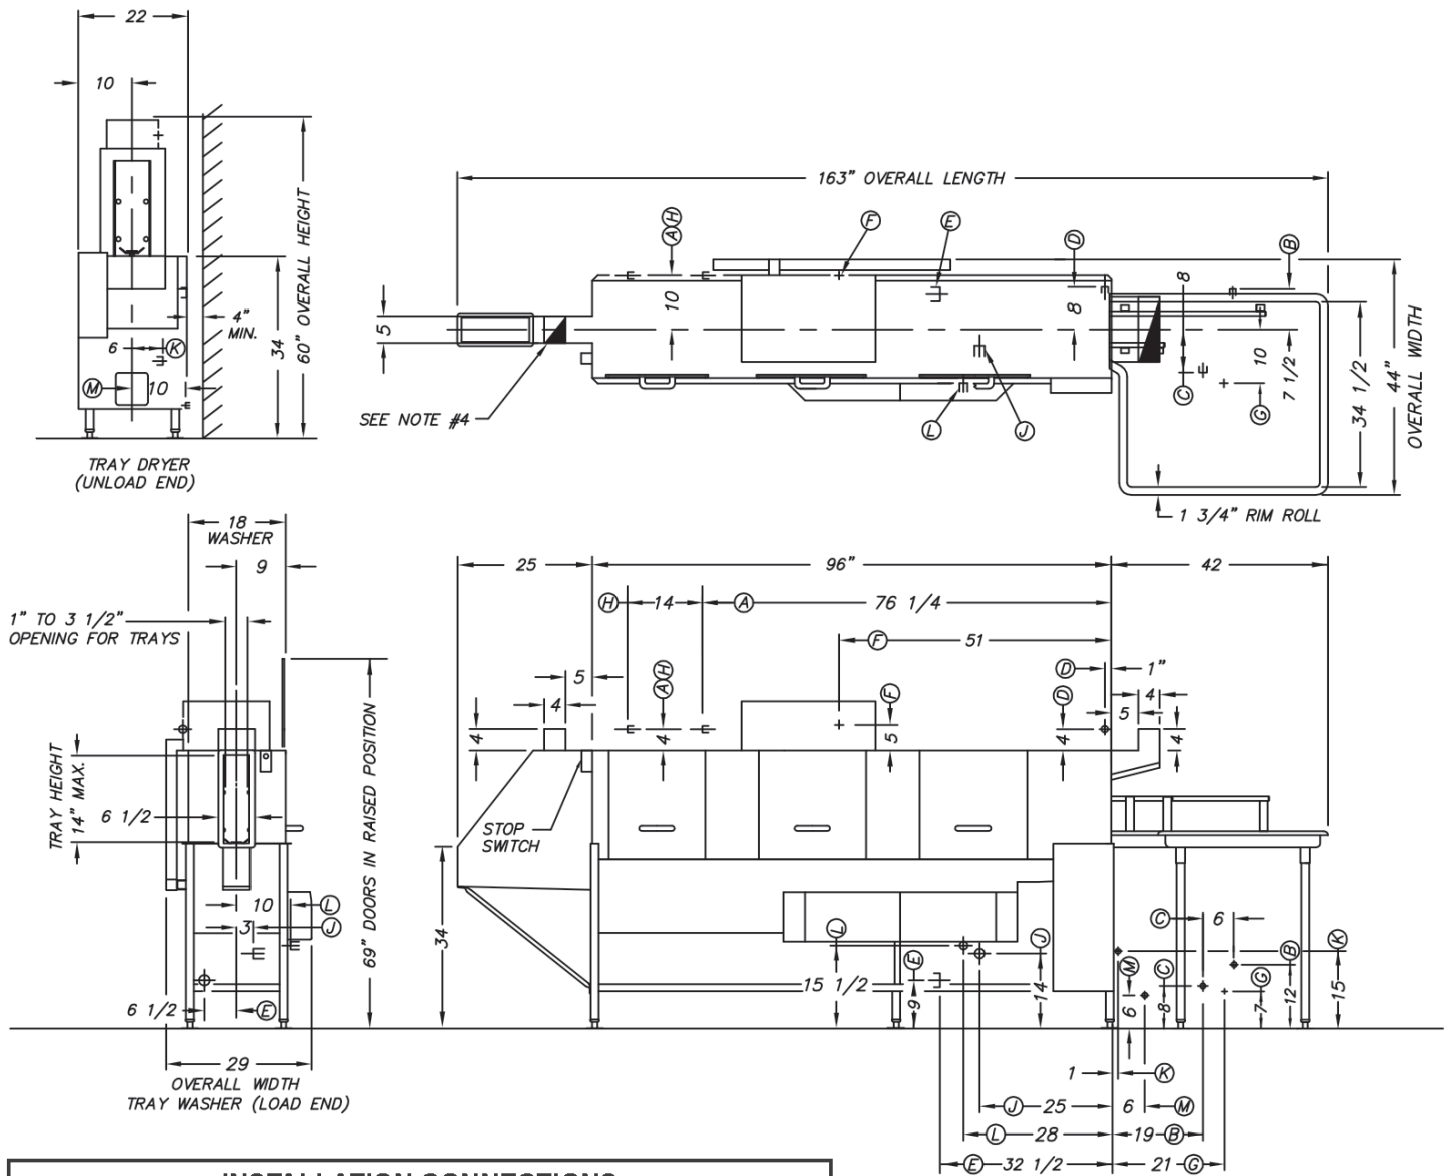 22
10
60" OVERALL HEIGHT
34
4"
MIN.
6 K
M 10
TRAY DRYER
(UNLOAD END)
163" OVERALL LENGTH
A H
F
E
D
B
10
8
8
5
SEE NOTE #4
L
J
C
G
10
7 1/2
34 1/2
44"
OVERALL WIDTH
1 3/4" RIM ROLL
18
WASHER
9
1" TO 3 1/2"
OPENING FOR TRAYS
TRAY HEIGHT
14" MAX.
6 1/2
69" DOORS IN RAISED POSITION
10 L
3 J
6 1/2 E
29
OVERALL WIDTH
TRAY WASHER (LOAD END)
25
96"
42
H 14 A 76 1/4
F 51
D 1"
5
4
4
A H
4
F
5
D
4
4
5
4
STOP
SWITCH
34
L
15 1/2
E
9
J
14
C 6
M
6
C
8
G
7
B
12
K
15
1 K
J 25
6 M
L 28
19 B
E 32 1/2
21 G
INSTALLATION CONNECTIONS